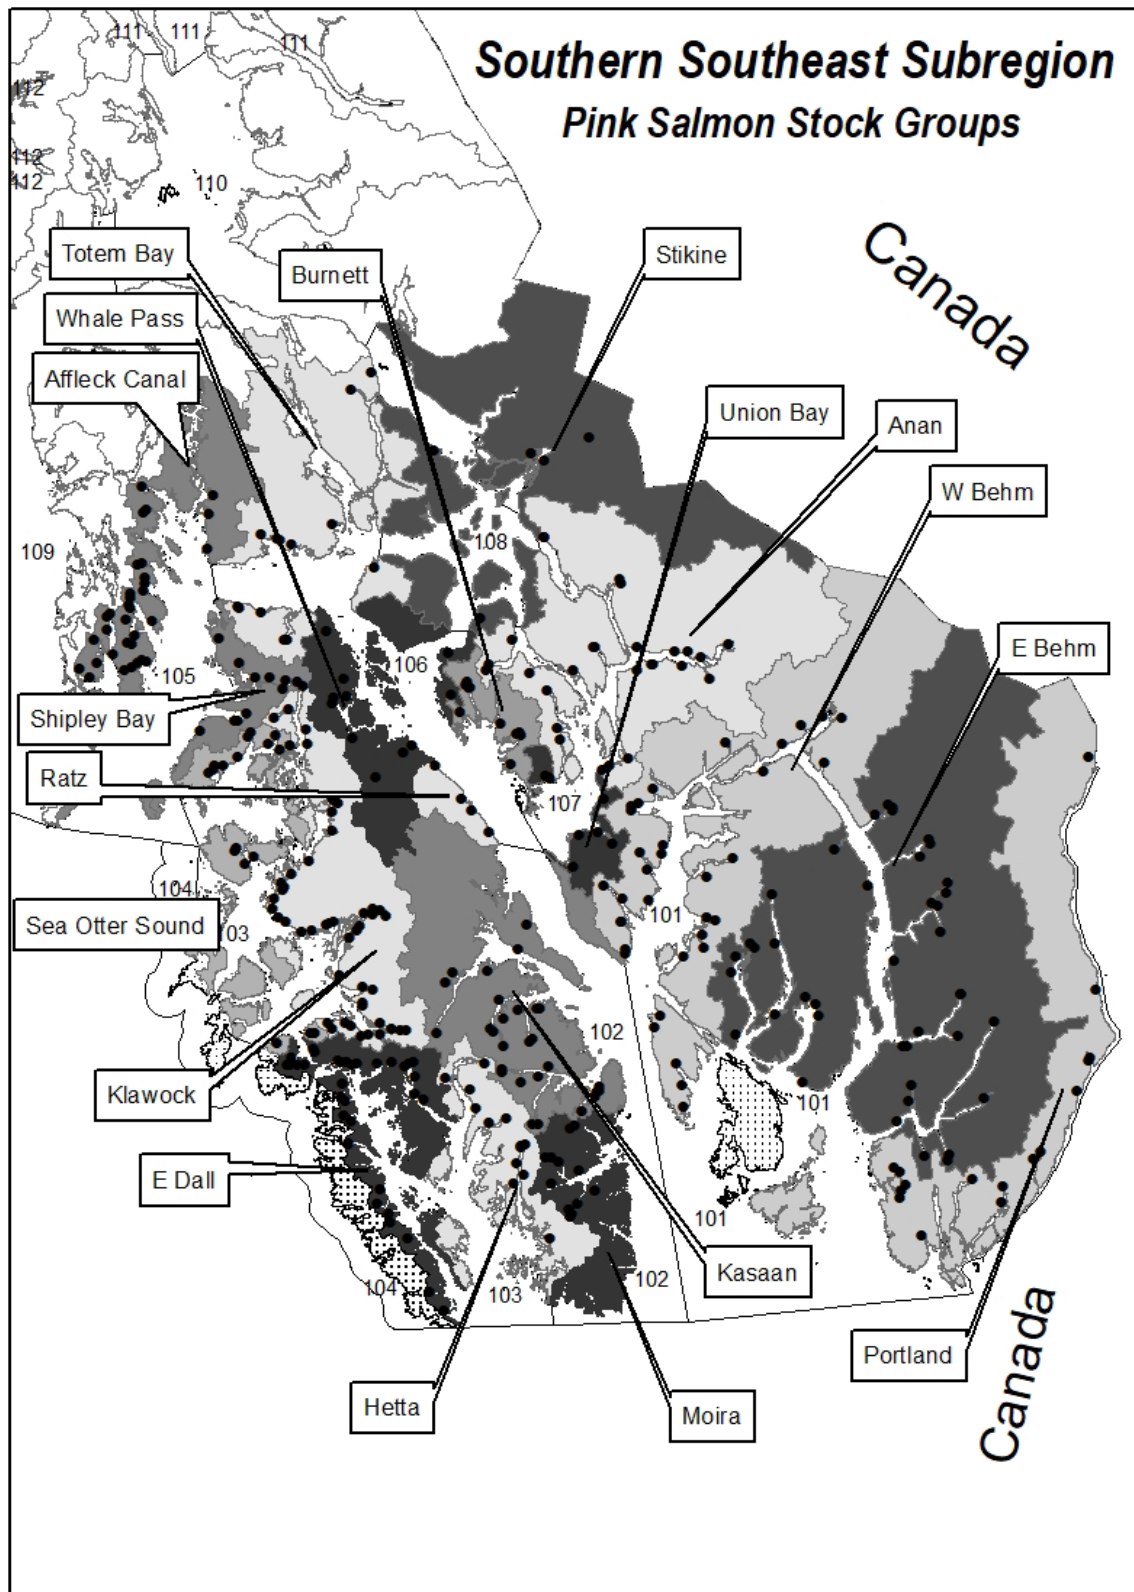 Southern Southeast Subregion
Pink Salmon Stock Groups
111
111
111
112
112
112
110
Canada
Totem Bay
Burnett
Stikine
Whale Pass
Affleck Canal
Union Bay
Anan
W Behm
108
109
E Behm
106
105
Shipley Bay
Ratz
107
104
101
Sea Otter Sound
03
102
Klawock
101
E Dall
101
Kasaan
102
104
103
Portland
Canada
Hetta
Moira